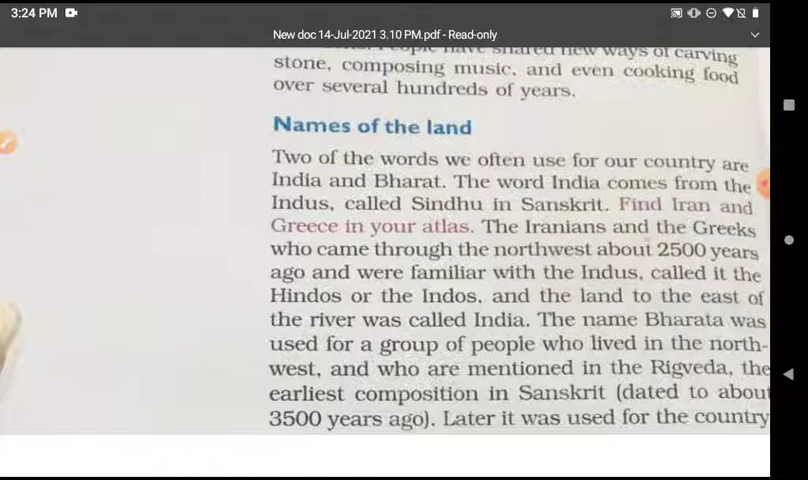 3:24 PM
New doc 14-Jul-2021 3.10 PM.pdf - Read-only
People have shared new ways of carving
stone, composing music, and even cooking food
over several hundreds of years.
Names of the land
Two of the words we often use for our country are
India and Bharat. The word India comes from the
Indus, called Sindhu in Sanskrit. Find Iran and
Greece in your atlas. The Iranians and the Greeks
who came through the northwest about 2500 years
ago and were familiar with the Indus, called it the
Hindos or the Indos, and the land to the east of
the river was called India. The name Bharata was
used for a group of people who lived in the north-
west, and who are mentioned in the Rigveda, the
earliest composition in Sanskrit (dated to about
3500 years ago). Later it was used for the country